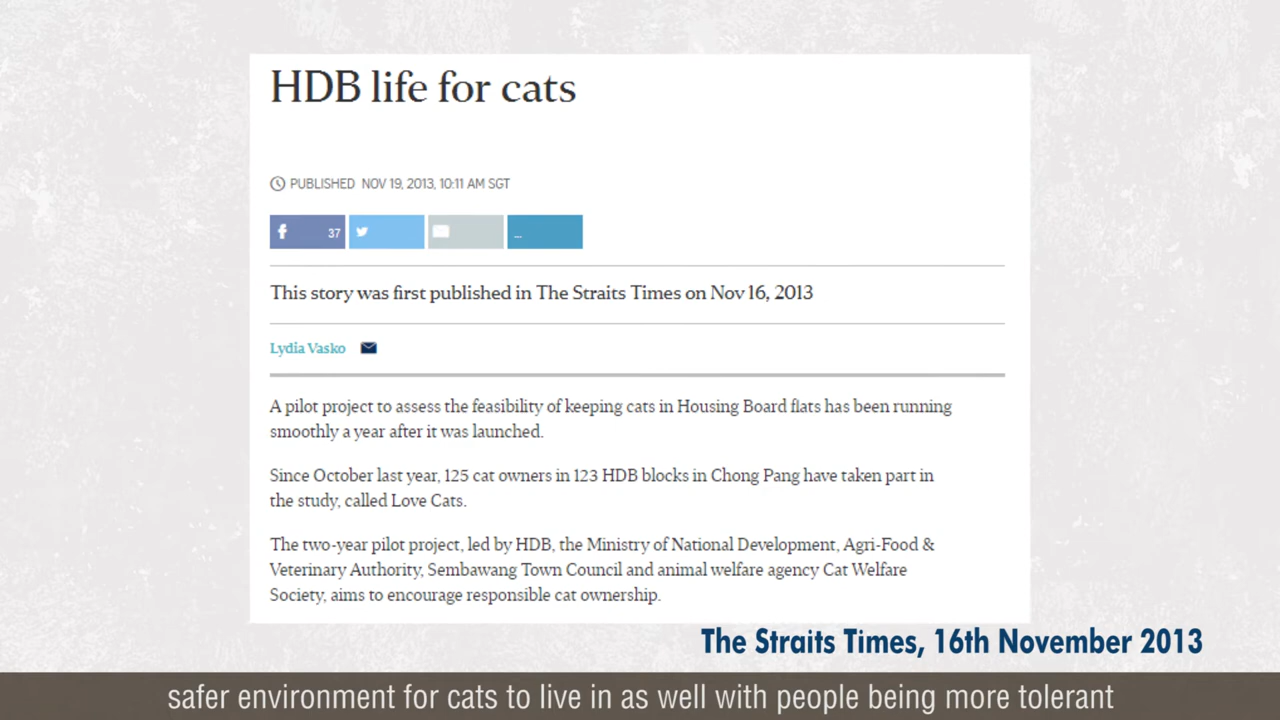 HDB life for cats
PUBLISHED NOV 19, 2013, 10:11 AM SGT
f 37 ...
This story was first published in The Straits Times on Nov 16, 2013
Lydia Vasko
A pilot project to assess the feasibility of keeping cats in Housing Board flats has been running
smoothly a year after it was launched.
Since October last year, 125 cat owners in 123 HDB blocks in Chong Pang have taken part in
the study, called Love Cats.
The two-year pilot project, led by HDB, the Ministry of National Development, Agri-Food &
Veterinary Authority, Sembawang Town Council and animal welfare agency Cat Welfare
Society, aims to encourage responsible cat ownership.
The Straits Times, 16th November 2013
safer environment for cats to live in as well with people being more tolerant